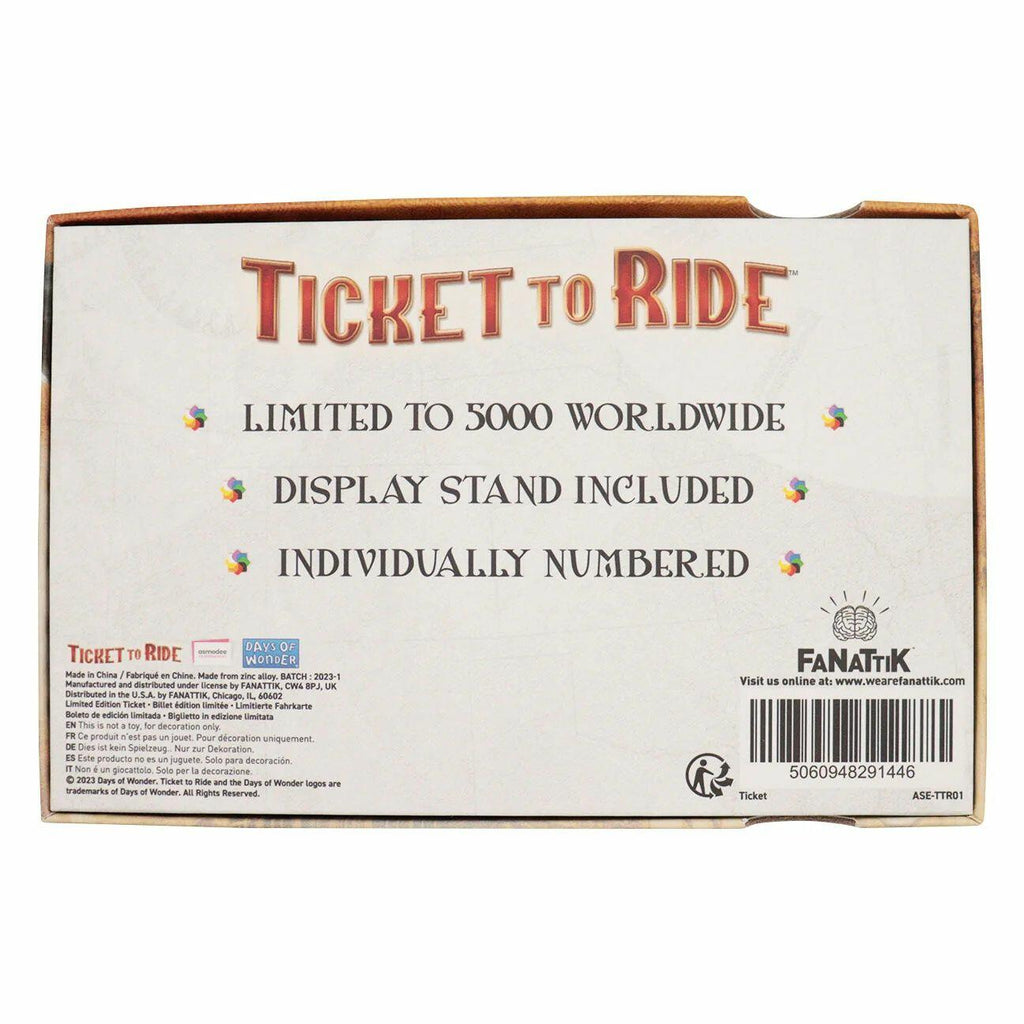 TICKET TO RIDE™
LIMITED TO 5000 WORLDWIDE
DISPLAY STAND INCLUDED
INDIVIDUALLY NUMBERED
TICKET TO RIDE osmodee DAYS OF WONDER
Made in China / Fabriqué en Chine. Made from zinc alloy. BATCH : 2023-1
Manufactured and distributed under license by FANATTIK, CW4 8PJ, UK
Distributed in the U.S.A. by FANATTIK, Chicago, IL, 60602
Limited Edition Ticket • Billet édition limitée • Limitierte Fahrkarte
Boleto de edición limitada • Biglietto in edizione limitata
EN This is not a toy, for decoration only.
FR Ce produit n'est pas un jouet. Pour décoration uniquement.
DE Dies ist kein Spielzeug.. Nur zur Dekoration.
ES Este producto no es un juguete. Solo para decoración.
IT Non é un giocattolo. Solo per la decorazione.
© 2023 Days of Wonder. Ticket to Ride and the Days of Wonder logos are
trademarks of Days of Wonder. All Rights Reserved.
FANATTIK
Visit us online at: www.wearefanattik.com
5060948291446
Ticket ASE-TTR01